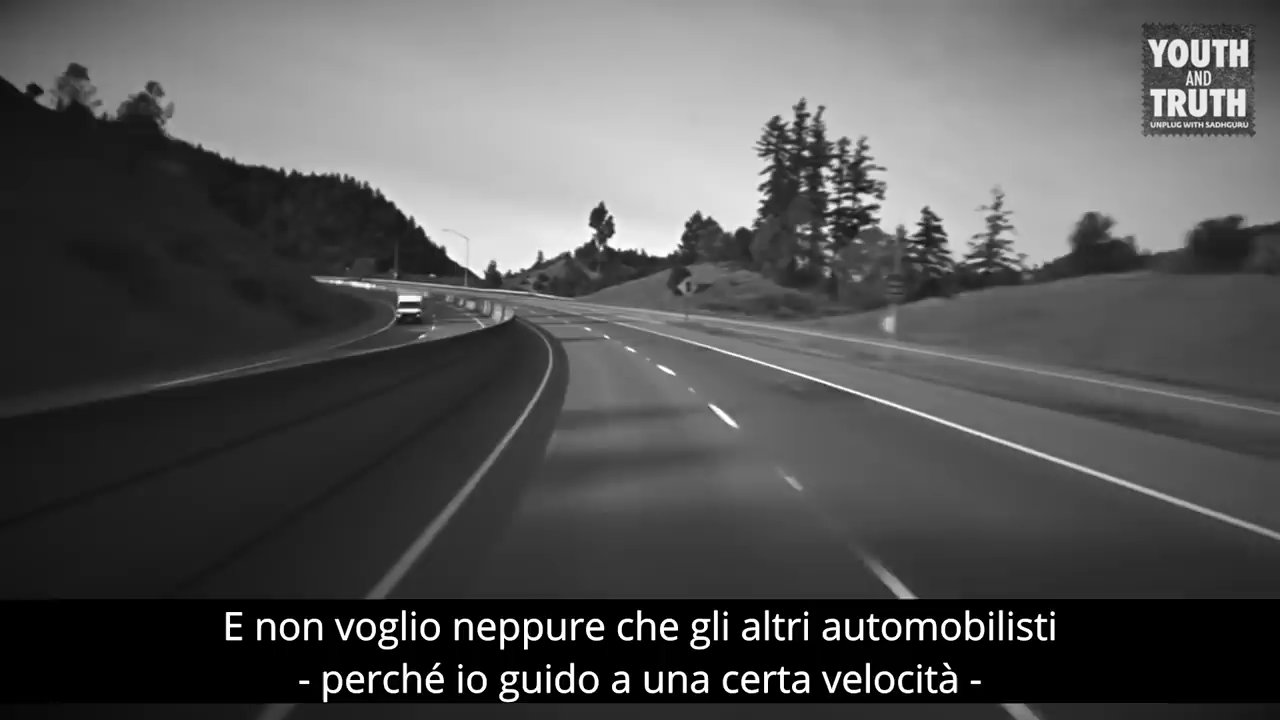 YOUTH
AND
TRUTH
UNPLUG WITH SADHGURU
E non voglio neppure che gli altri automobilisti
- perché io guido a una certa velocità -